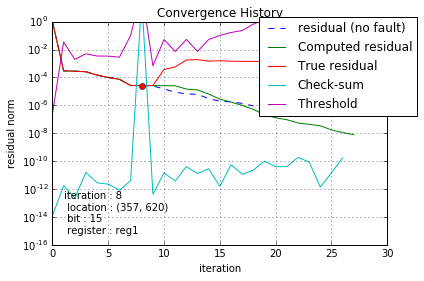 Convergence History
residual norm
10^0
10^-2
10^-4
10^-6
10^-8
10^-10
10^-12
10^-14
10^-16
residual (no fault)
Computed residual
True residual
Check-sum
Threshold
iteration : 8
location : (357, 620)
bit : 15
register : reg1
0 5 10 15 20 25 30
iteration